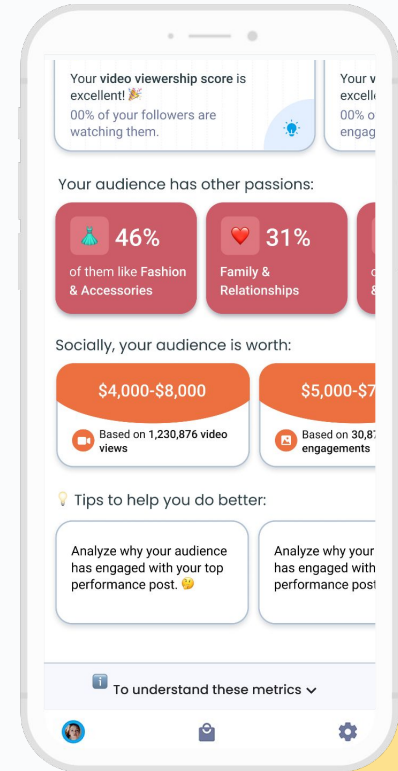 Your video viewership score is
excellent! 🎉
00% of your followers are
watching them.
Your audience has other passions:
46%
of them like Fashion
& Accessories
31%
Family &
Relationships
Socially, your audience is worth:
$4,000-$8,000
Based on 1,230,876 video
views
$5,000-$7
Based on 30,87
engagements
💡 Tips to help you do better:
Analyze why your audience
has engaged with your top
performance post. 🤔
Analyze why your
has engaged with
performance post
ℹ️ To understand these metrics